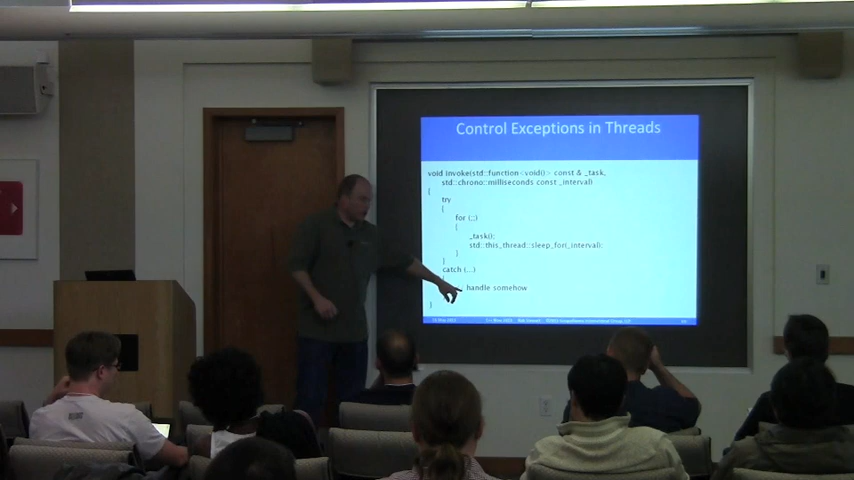 Control Exceptions in Threads
void invoke(std::function<void()> const & _task,
std::chrono::milliseconds const _interval)
{
try
{
for (;;)
{
_task();
std::this_thread::sleep_for(_interval);
}
}
catch (...)
{
handle somehow
}